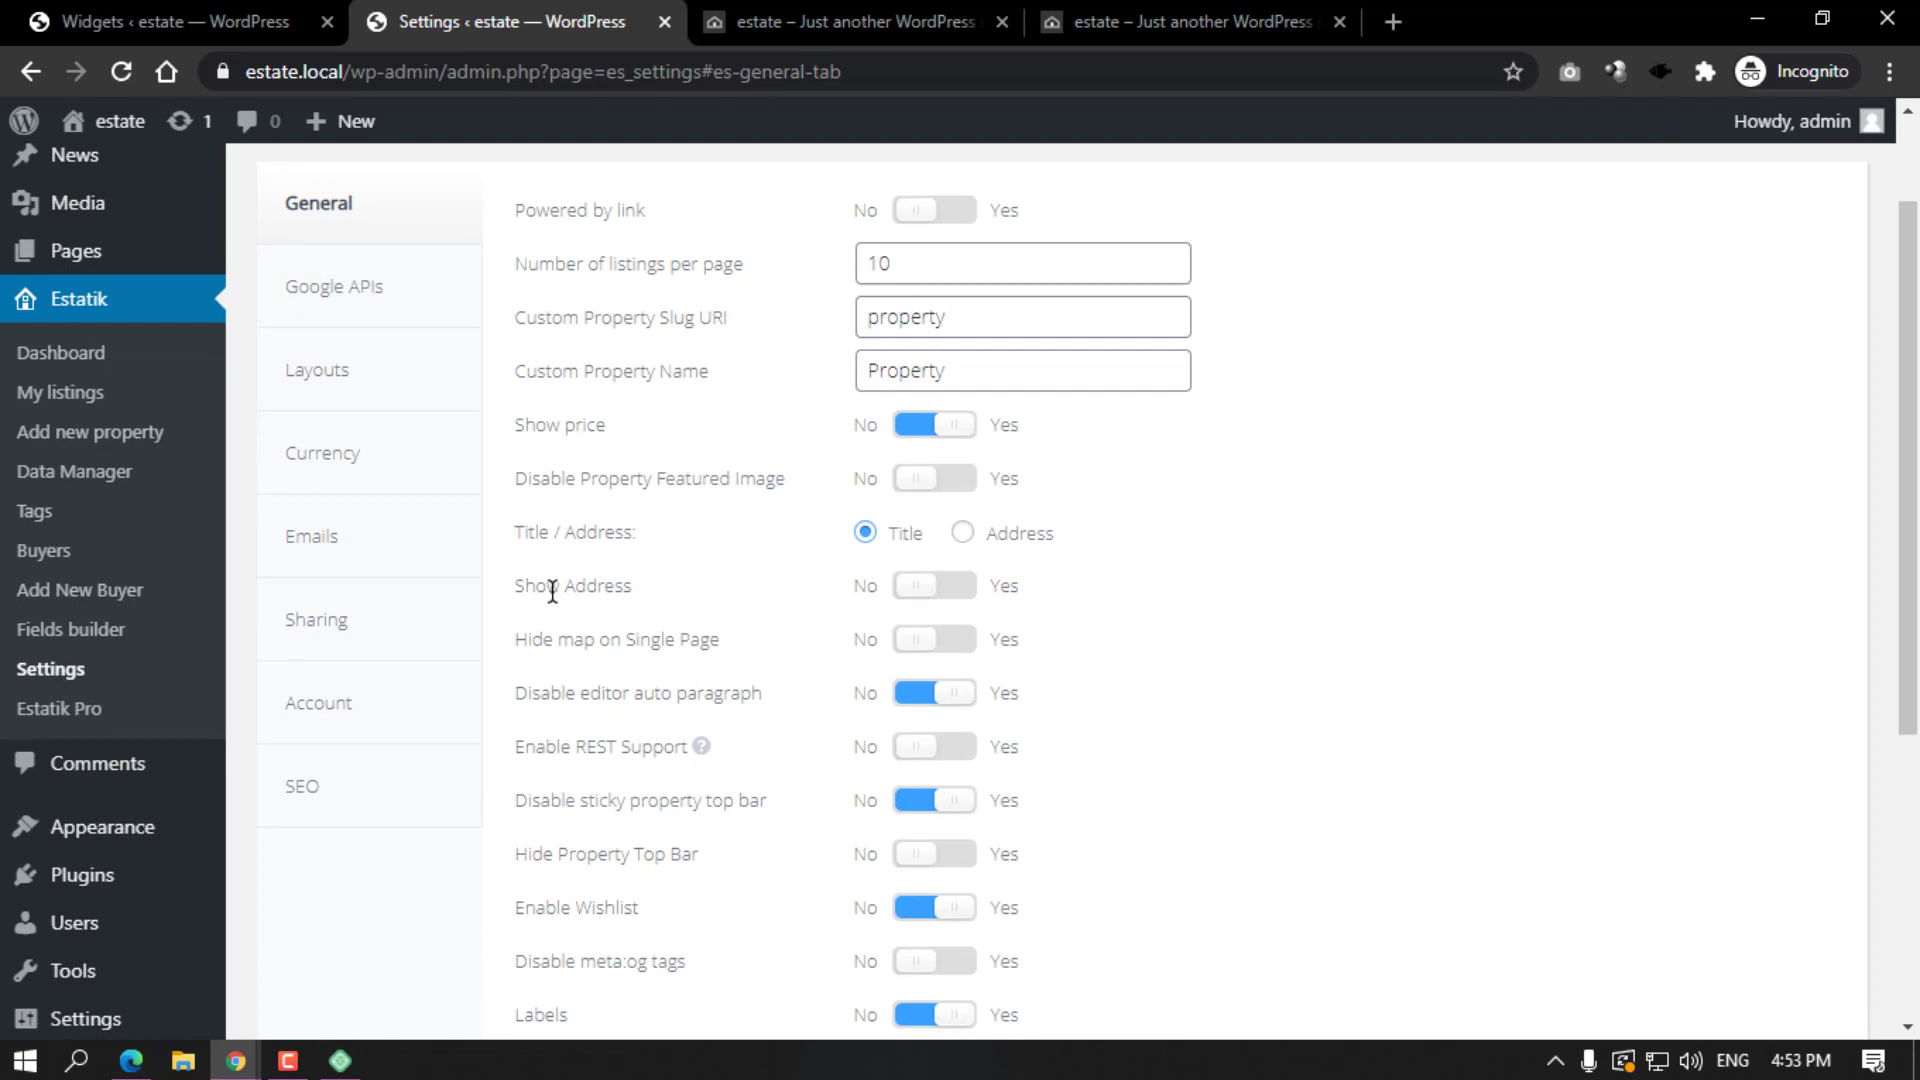 Widgets ‹ estate — WordPress
Settings ‹ estate — WordPress
estate – Just another WordPress
estate – Just another WordPress
estate.local/wp-admin/admin.php?page=es_settings#es-general-tab
Incognito
estate
1
0
New
Howdy, admin
News
Media
Pages
Estatik
Dashboard
My listings
Add new property
Data Manager
Tags
Buyers
Add New Buyer
Fields builder
Settings
Estatik Pro
Comments
Appearance
Plugins
Users
Tools
Settings
General
Google APIs
Layouts
Currency
Emails
Sharing
Account
SEO
Powered by link No Yes
Number of listings per page 10
Custom Property Slug URI property
Custom Property Name Property
Show price No Yes
Disable Property Featured Image No Yes
Title / Address: Title Address
Show Address No Yes
Hide map on Single Page No Yes
Disable editor auto paragraph No Yes
Enable REST Support ? No Yes
Disable sticky property top bar No Yes
Hide Property Top Bar No Yes
Enable Wishlist No Yes
Disable meta:og tags No Yes
Labels No Yes
ENG
4:53 PM